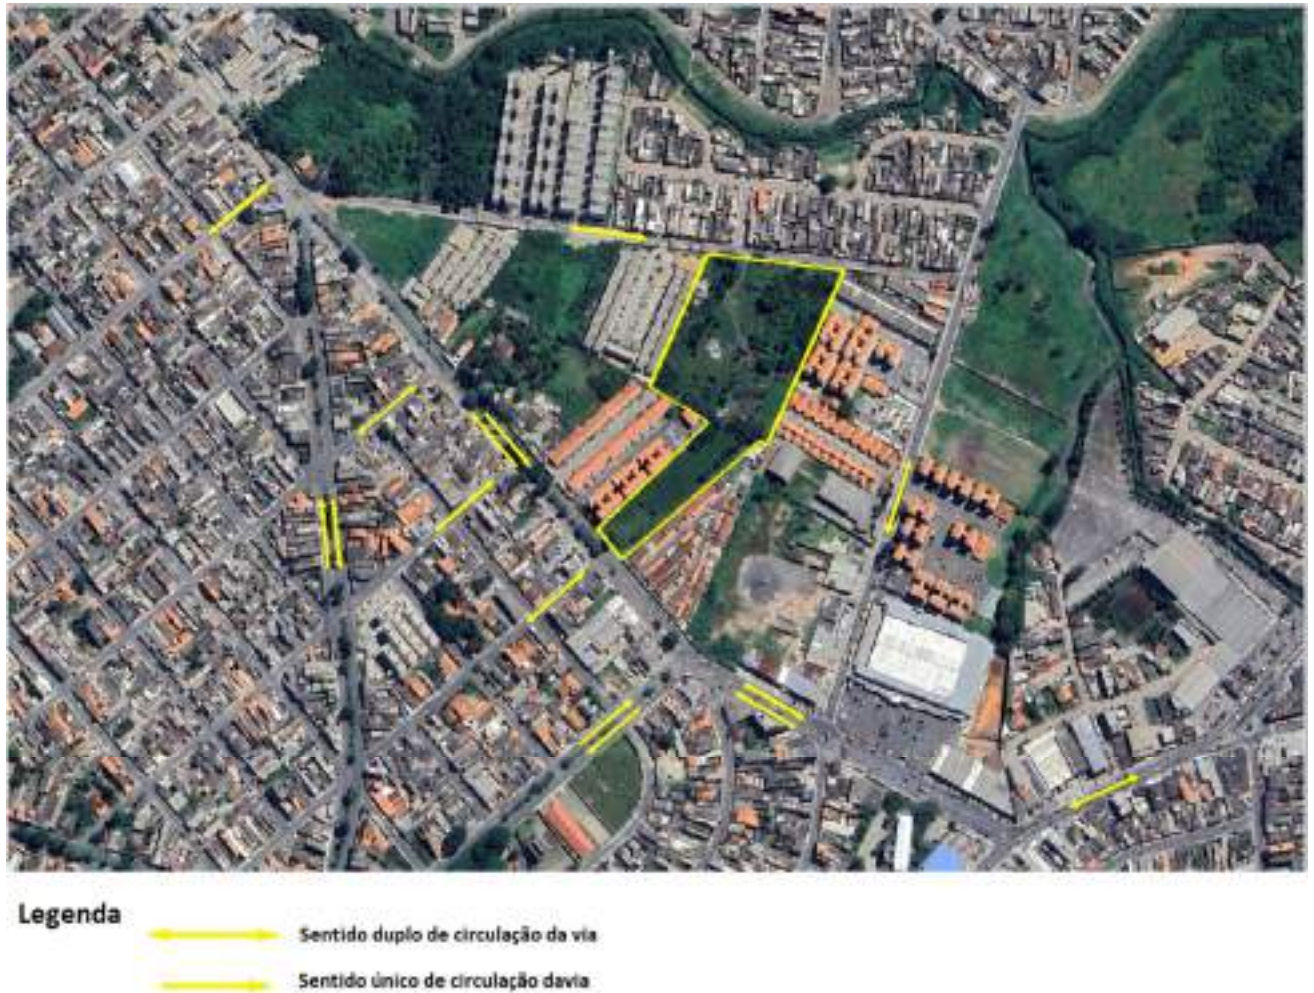 Legenda
Sentido duplo de circulação da via
Sentido único de circulação davia